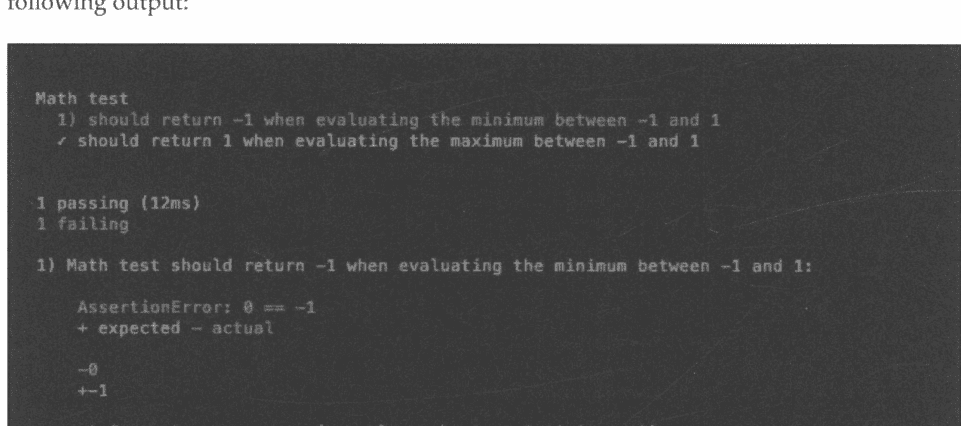 following output:
Math test
1) should return -1 when evaluating the minimum between -1 and 1
✓ should return 1 when evaluating the maximum between -1 and 1
1 passing (12ms)
1 failing
1) Math test should return -1 when evaluating the minimum between -1 and 1:
AssertionError: 0 == -1
+ expected - actual
-0
+-1